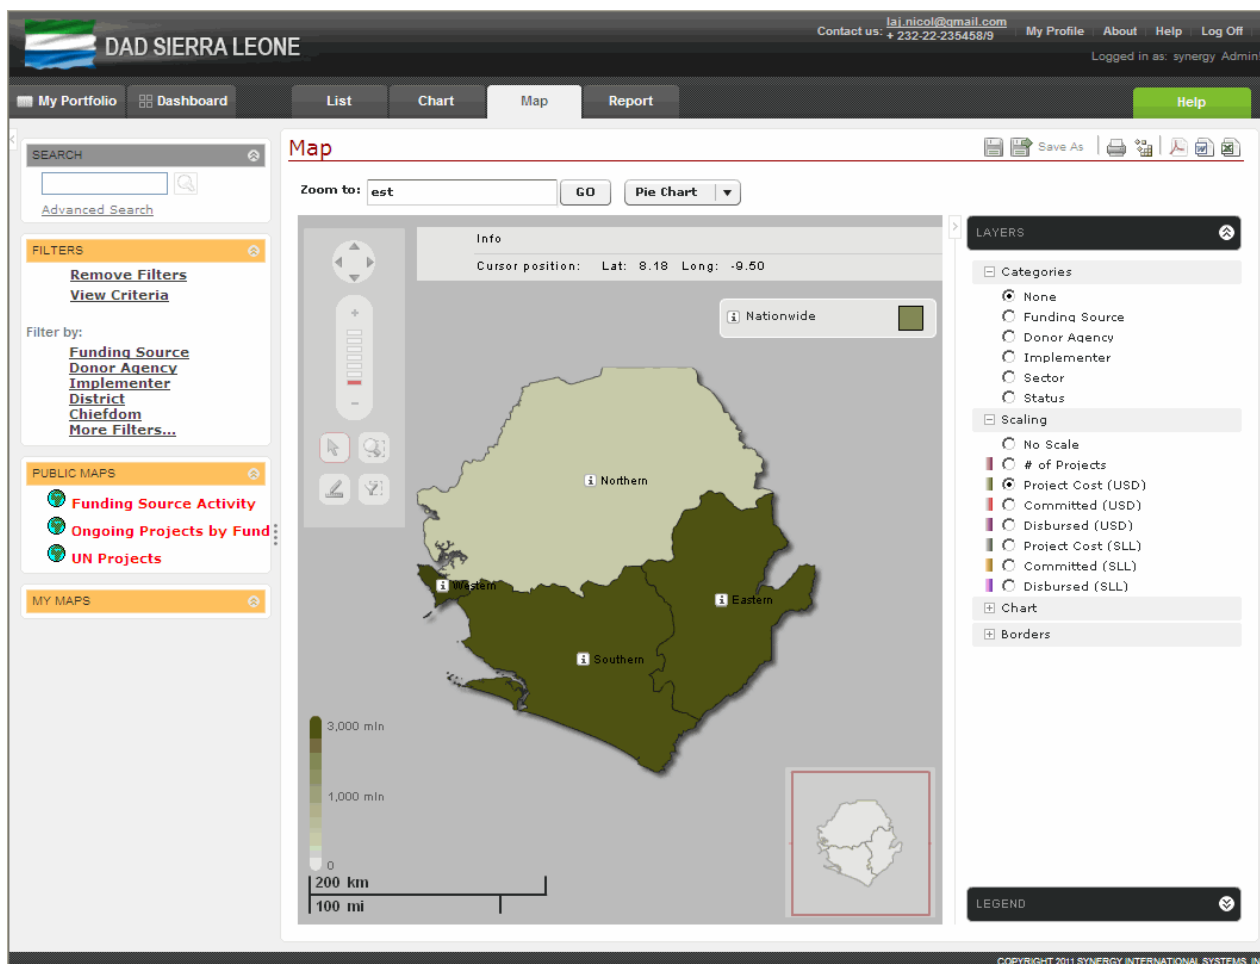 DAD SIERRA LEONE
Contact us: laj.nicol@gmail.com
+ 232-22-235458/9
My Profile About Help Log Off
Logged in as: synergy Admin!
My Portfolio Dashboard List Chart Map Report Help
SEARCH
Advanced Search
FILTERS
Remove Filters
View Criteria
Filter by:
Funding Source
Donor Agency
Implementer
District
Chiefdom
More Filters...
PUBLIC MAPS
Funding Source Activity
Ongoing Projects by Fund
UN Projects
MY MAPS
Map
Save As
Zoom to: est GO Pie Chart
Info
Cursor position: Lat: 8.18 Long: -9.50
Nationwide
Northern
Western
Eastern
Southern
3,000 mln
1,000 mln
0
200 km
100 mi
LAYERS
Categories
None
Funding Source
Donor Agency
Implementer
Sector
Status
Scaling
No Scale
# of Projects
Project Cost (USD)
Committed (USD)
Disbursed (USD)
Project Cost (SLL)
Committed (SLL)
Disbursed (SLL)
Chart
Borders
LEGEND
COPYRIGHT 2011 SYNERGY INTERNATIONAL SYSTEMS, IN